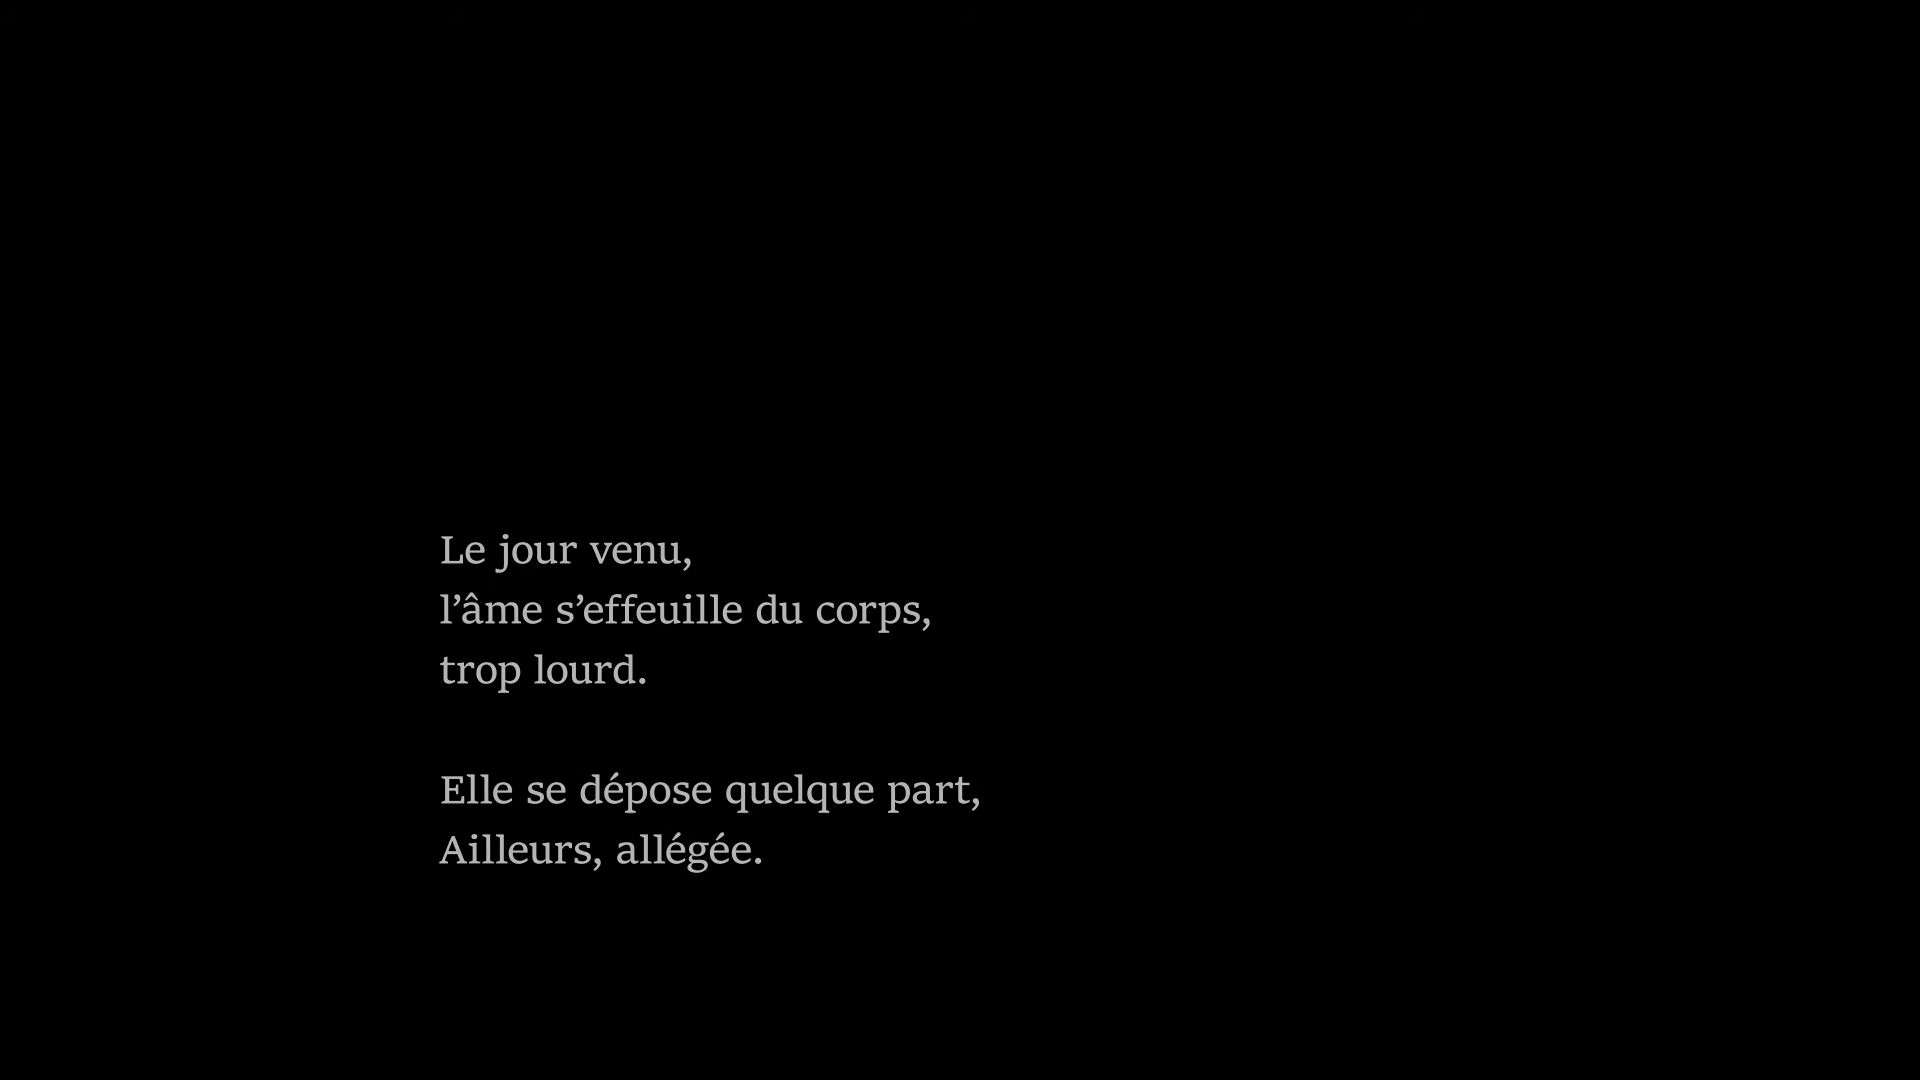 Le jour venu,
l’âme s’effeuille du corps,
trop lourd.
Elle se dépose quelque part,
Ailleurs, allégée.